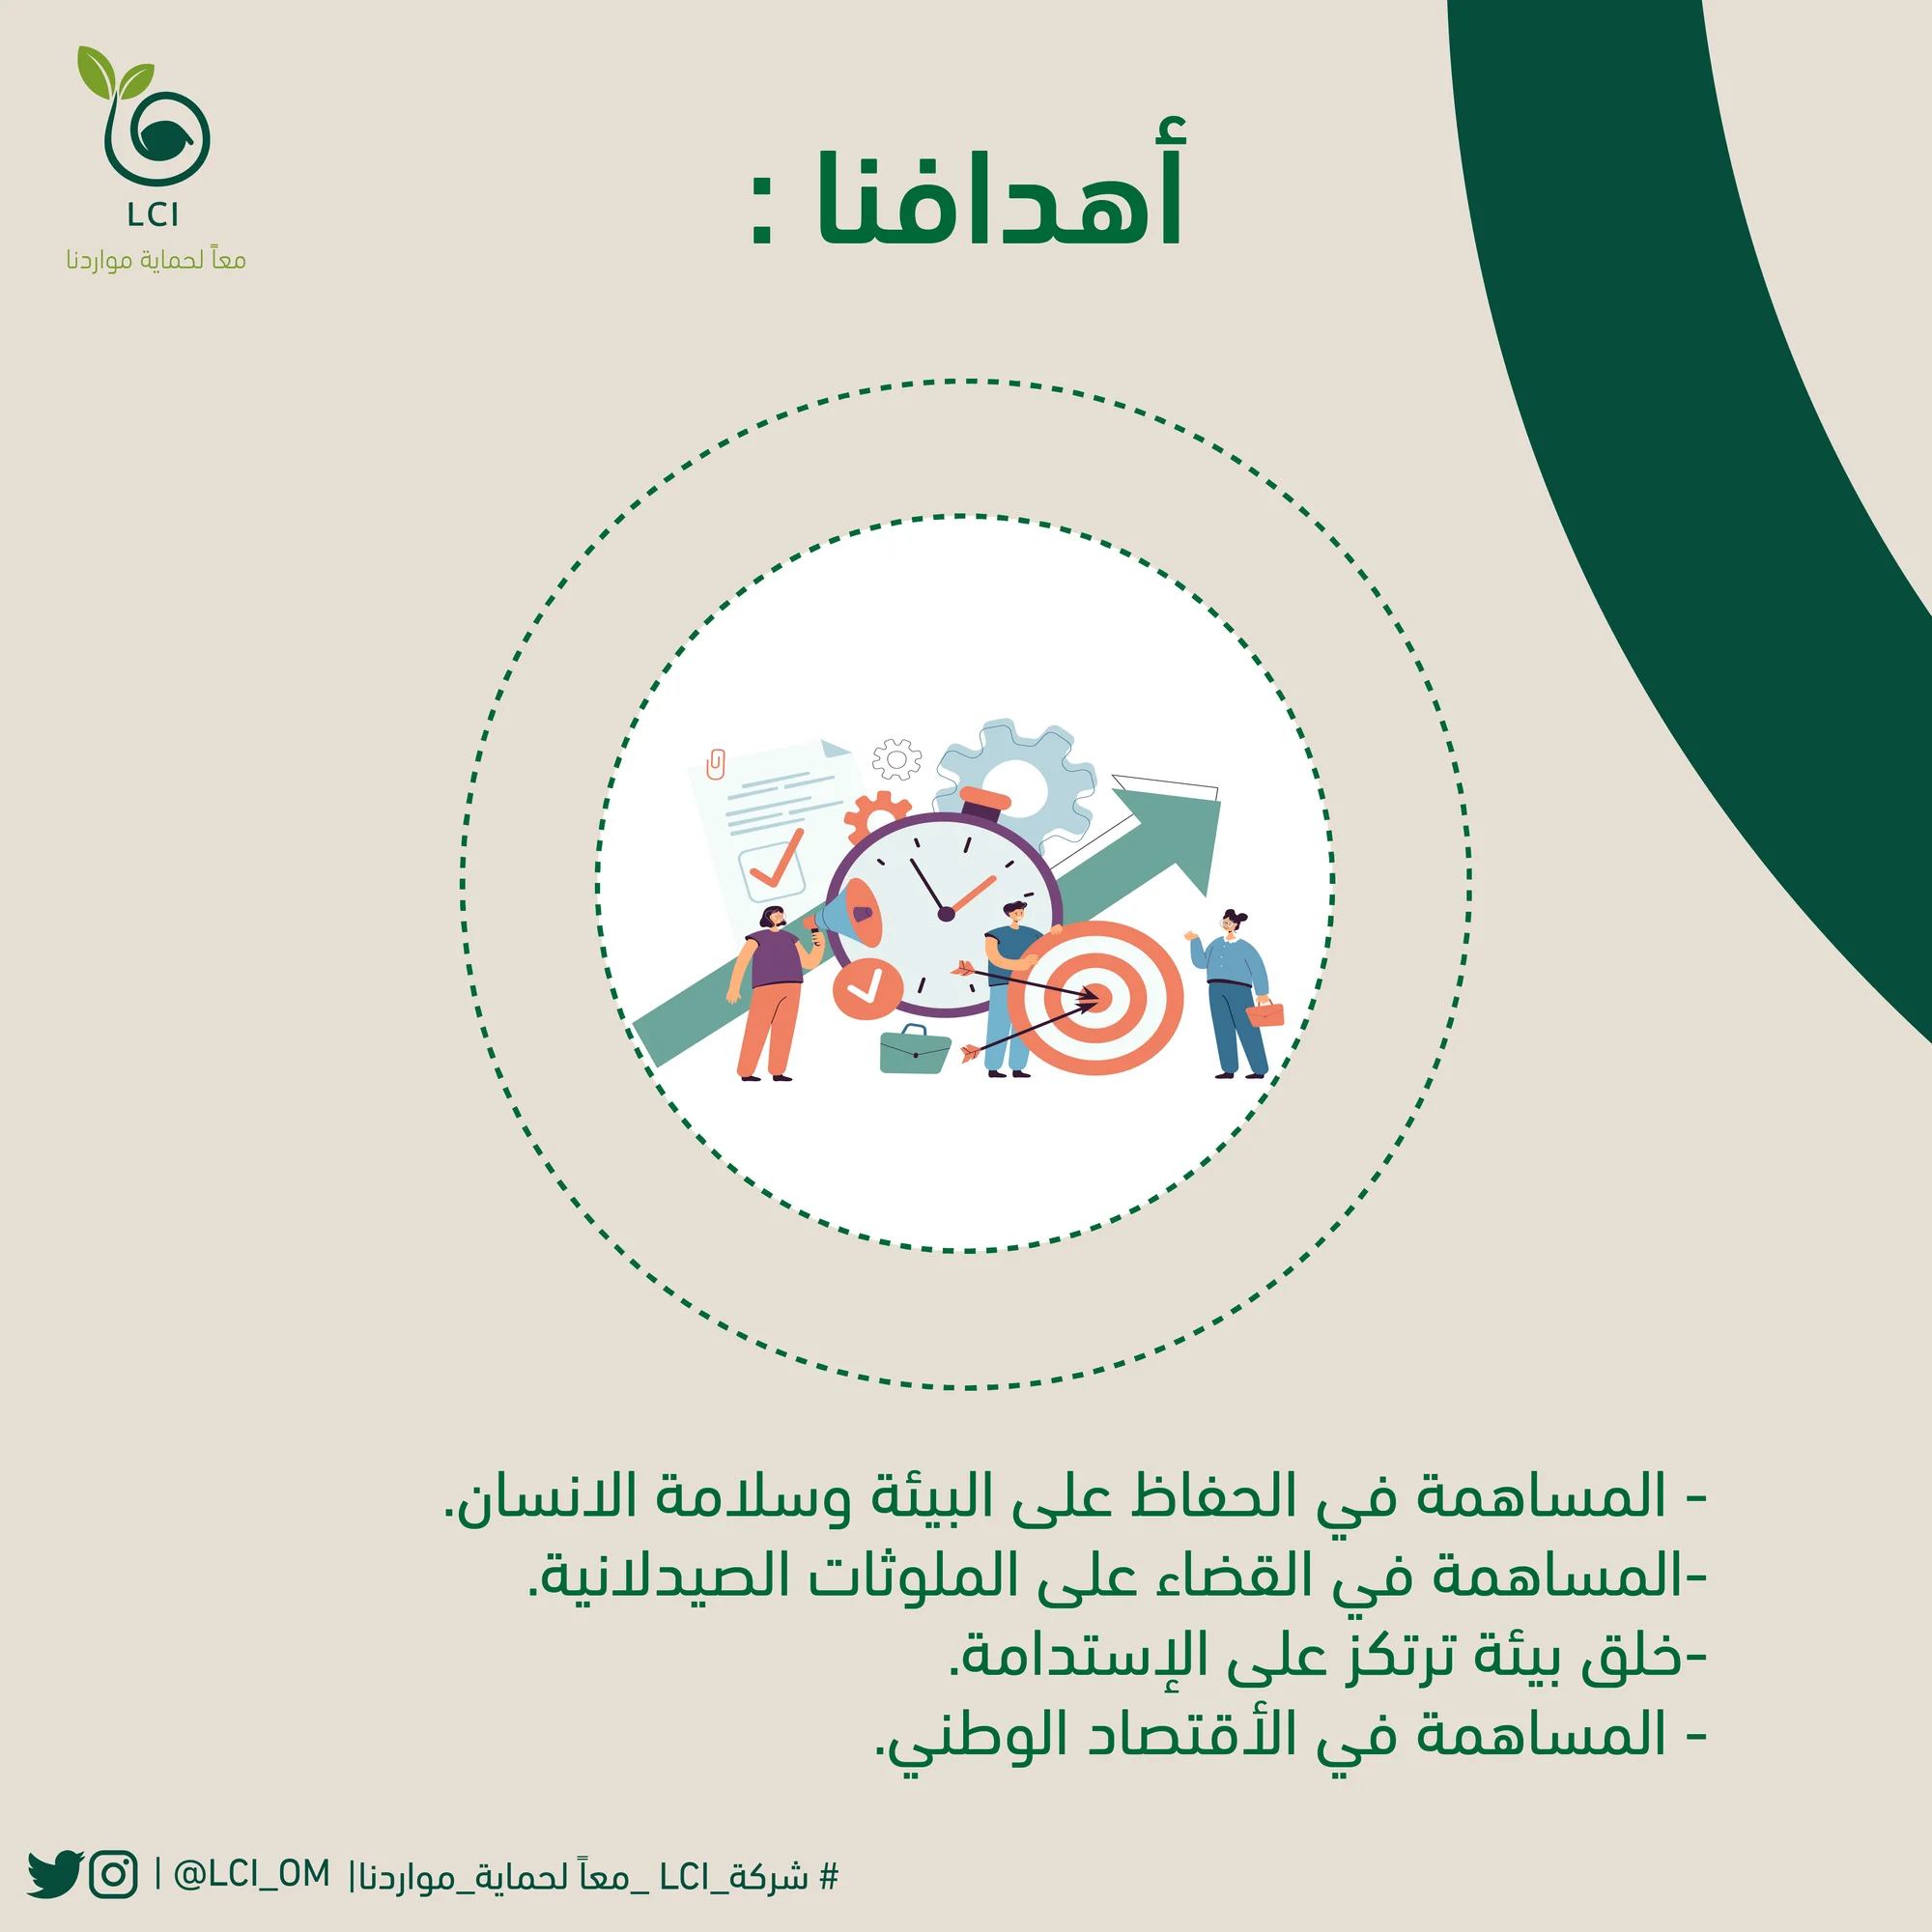 LCI
معاً لحماية مواردنا
أهدافنا :
- المساهمة في الحفاظ على البيئة وسلامة الانسان.
-المساهمة في القضاء على الملوثات الصيدلانية.
-خلق بيئة ترتكز على الإستدامة.
- المساهمة في الأقتصاد الوطني.
# شركة_LCI _معاً لحماية_مواردنا| @LCI_OM |